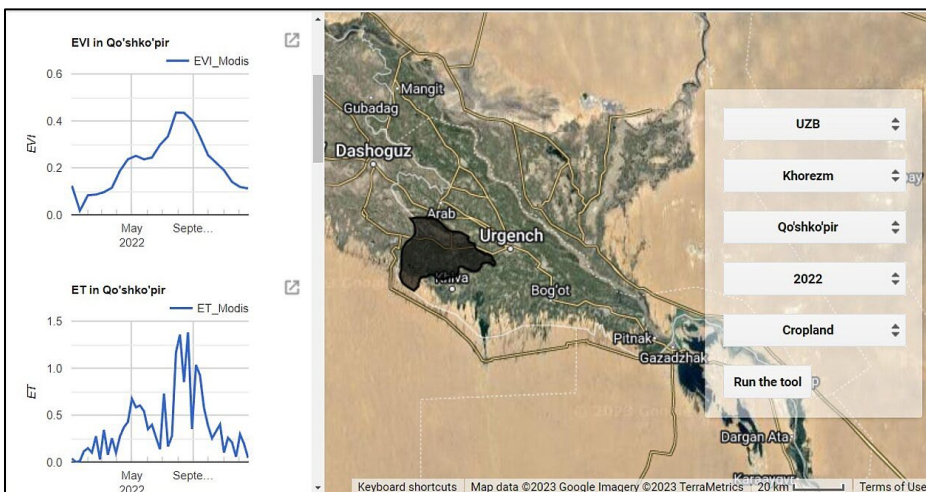 EVI in Qo'shko'pir
EVI_Modis
0.6
0.4
0.2
0.0
EVI
May
2022
Septe...
ET in Qo'shko'pir
ET_Modis
1.5
1.0
0.5
0.0
ET
May
2022
Septe...
Mangit
Gubadag
Dashoguz
Arab
Urgench
Khiva
Bog'ot
Pitnak
Gazadzhak
Dargan Ata
UZB
Khorezm
Qo'shko'pir
2022
Cropland
Run the tool
Keyboard shortcuts
Map data ©2023 Google Imagery ©2023 TerraMetrics
20 km
Terms of Use